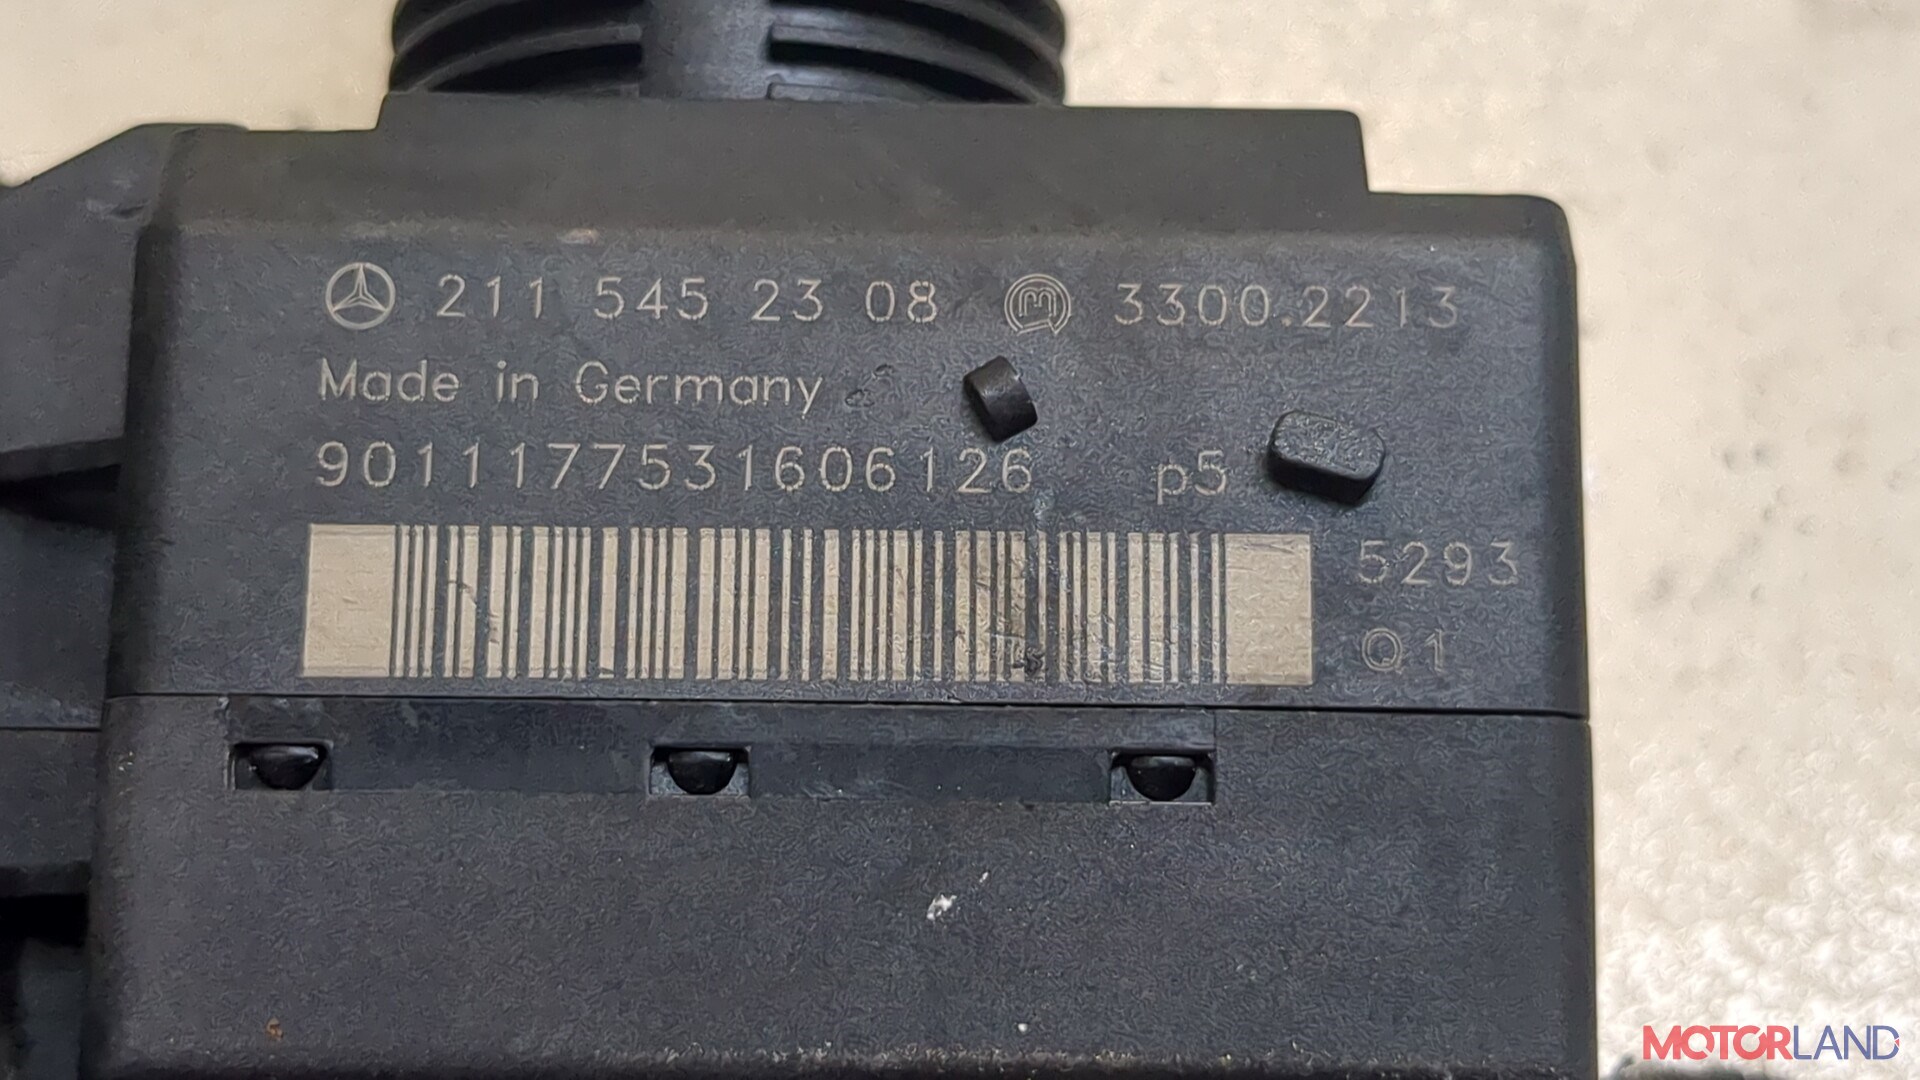 211 545 23 08 3300.2213
Made in Germany
9011177531606126 p5
5293
Q1
MOTORLAND